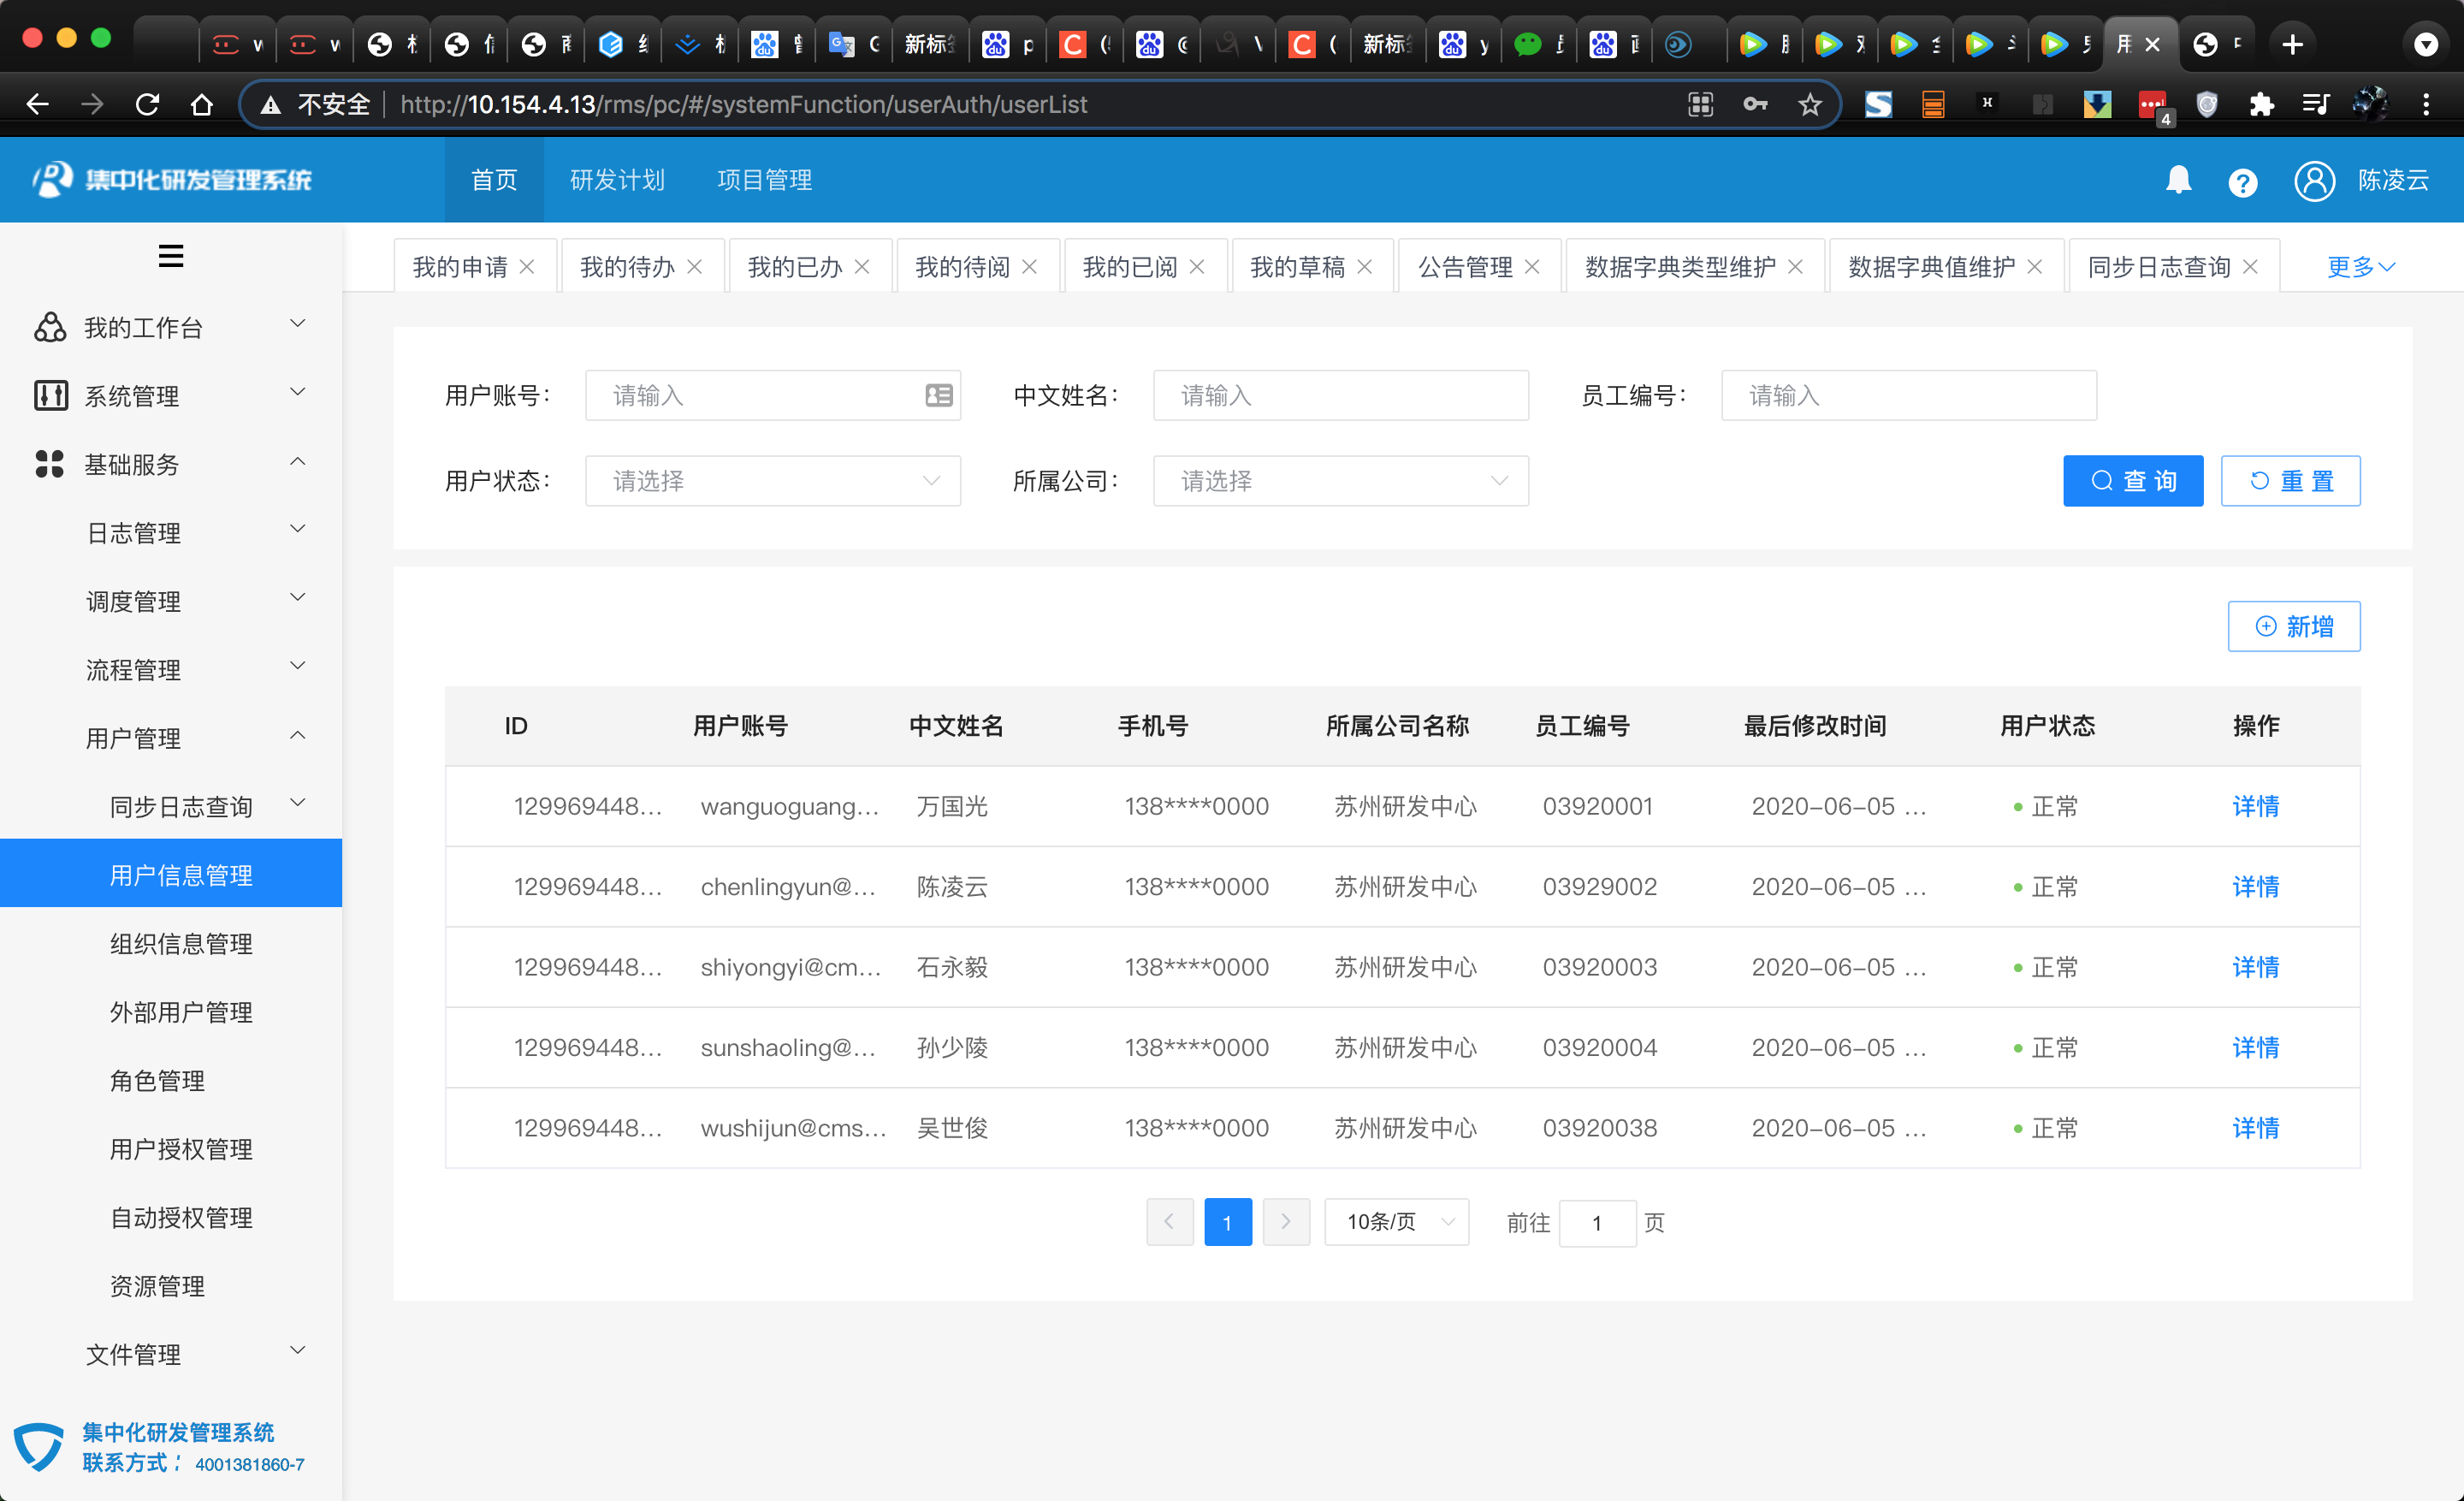 新标
新标
不安全 http://10.154.4.13/rms/pc/#/systemFunction/userAuth/userList
4
集中化研发管理系统
首页 研发计划 项目管理
陈凌云
我的申请 我的待办 我的已办 我的待阅 我的已阅 我的草稿 公告管理 数据字典类型维护 数据字典值维护 同步日志查询 更多
我的工作台
系统管理
基础服务
日志管理
调度管理
流程管理
用户管理
同步日志查询
用户信息管理
组织信息管理
外部用户管理
角色管理
用户授权管理
自动授权管理
资源管理
文件管理
集中化研发管理系统
联系方式: 4001381860-7
用户账号: 请输入 中文姓名: 请输入 员工编号: 请输入
用户状态: 请选择 所属公司: 请选择 查询 重置
新增
ID 用户账号 中文姓名 手机号 所属公司名称 员工编号 最后修改时间 用户状态 操作
129969448... wanguoguang... 万国光 138****0000 苏州研发中心 03920001 2020-06-05 ... 正常 详情
129969448... chenlingyun@... 陈凌云 138****0000 苏州研发中心 03929002 2020-06-05 ... 正常 详情
129969448... shiyongyi@cm... 石永毅 138****0000 苏州研发中心 03920003 2020-06-05 ... 正常 详情
129969448... sunshaoling@... 孙少陵 138****0000 苏州研发中心 03920004 2020-06-05 ... 正常 详情
129969448... wushijun@cms... 吴世俊 138****0000 苏州研发中心 03920038 2020-06-05 ... 正常 详情
1 10条/页 前往 1 页